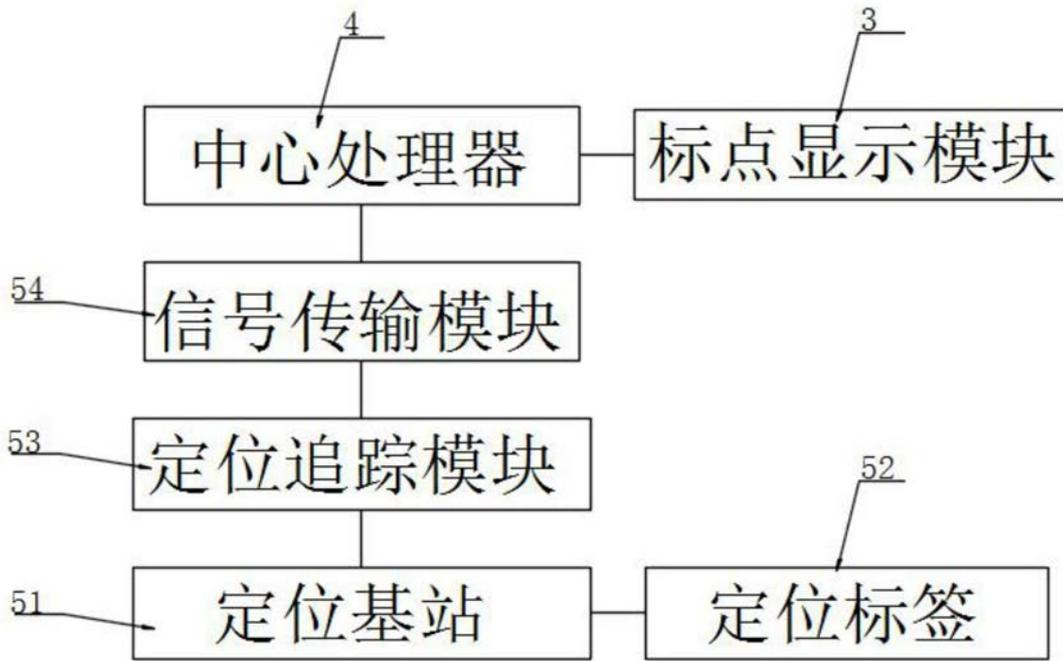 4
3
中心处理器
标点显示模块
54
信号传输模块
53
定位追踪模块
52
51
定位基站
定位标签